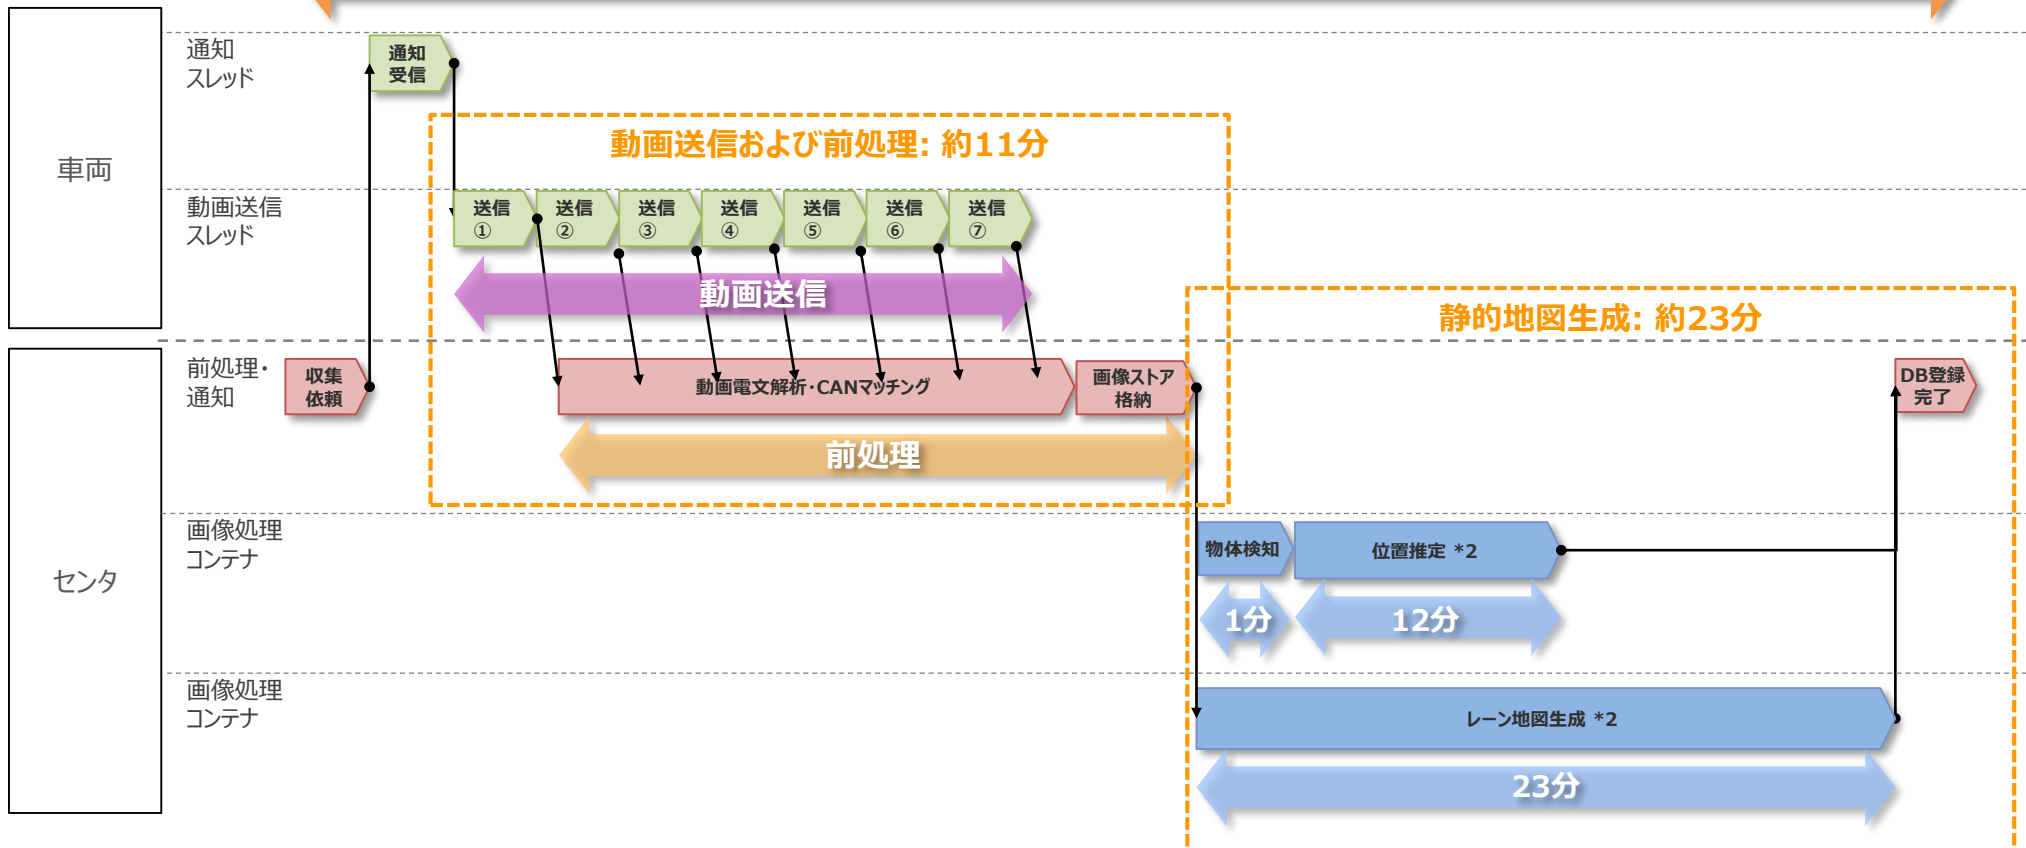 通知
スレッド
通知
受信
動画送信および前処理: 約11分
車両
動画送信
スレッド
送信
①
送信
②
送信
③
送信
④
送信
⑤
送信
⑥
送信
⑦
動画送信
静的地図生成: 約23分
前処理・
通知
収集
依頼
動画電文解析・CANマッチング
画像ストア
格納
DB登録
完了
前処理
センタ
画像処理
コンテナ
物体検知
位置推定 *2
1分
12分
画像処理
コンテナ
レーン地図生成 *2
23分